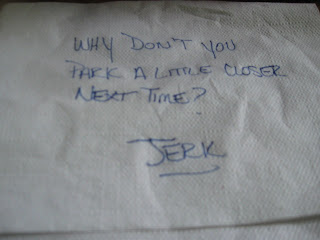 WHY DON'T YOU
PARK A LITTLE CLOSER
NEXT TIME?
JERK